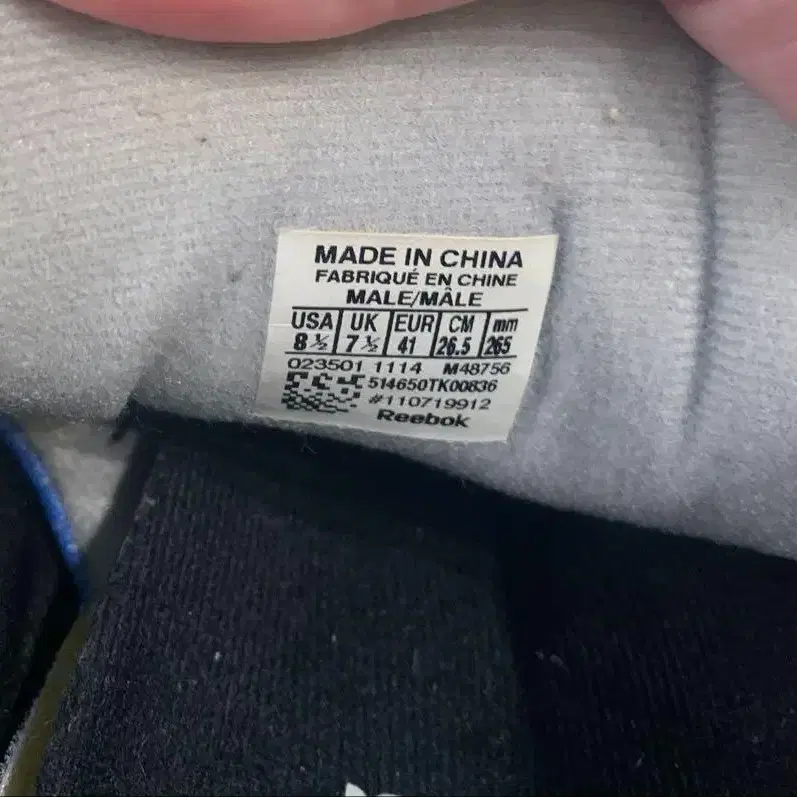 MADE IN CHINA
FABRIQUÉ EN CHINE
MALE/MÂLE
USA UK EUR CM mm
8½ 7½ 41 26.5 265
023501 1114 M48756
514650TK00836
#110719912
Reebok